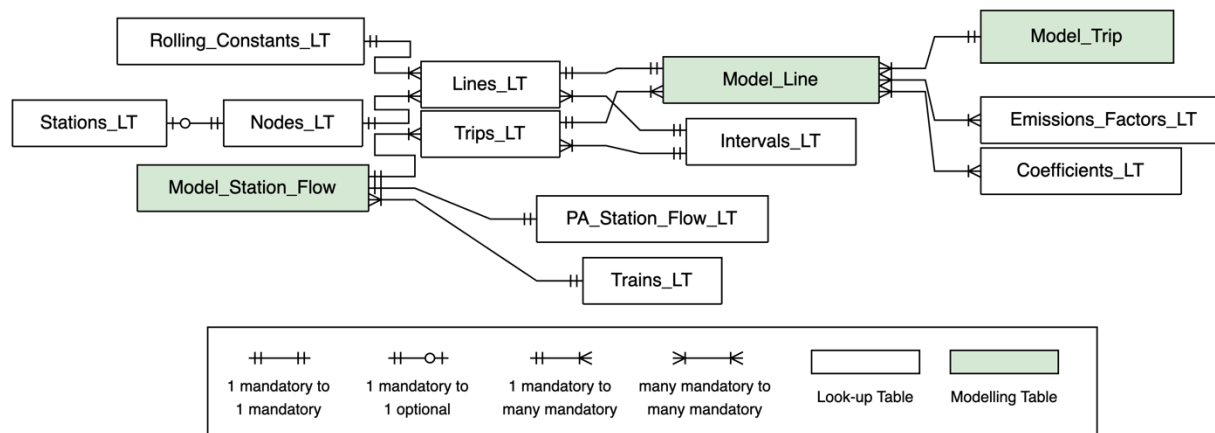 Rolling_Constants_LT
Model_Trip
Lines_LT
Model_Line
Stations_LT
Nodes_LT
Trips_LT
Intervals_LT
Emissions_Factors_LT
Coefficients_LT
Model_Station_Flow
PA_Station_Flow_LT
Trains_LT
1 mandatory to
1 mandatory
1 mandatory to
1 optional
1 mandatory to
many mandatory
many mandatory to
many mandatory
Look-up Table
Modelling Table